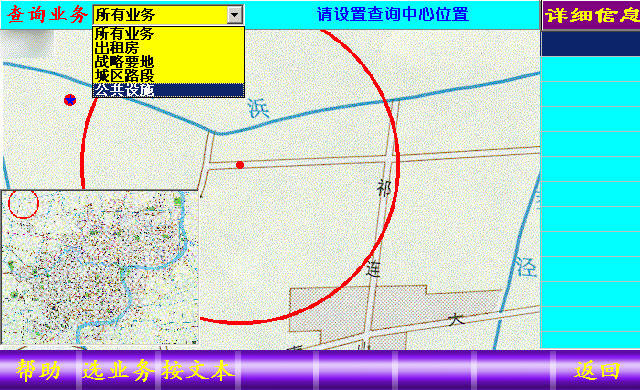 查询业务 所有业务 请设置查询中心位置 详细信息
所有业务
出租房
战略要地
城区路段
公共设施
浜
祁
连
泾
大
帮助 选业务 按文本 返回